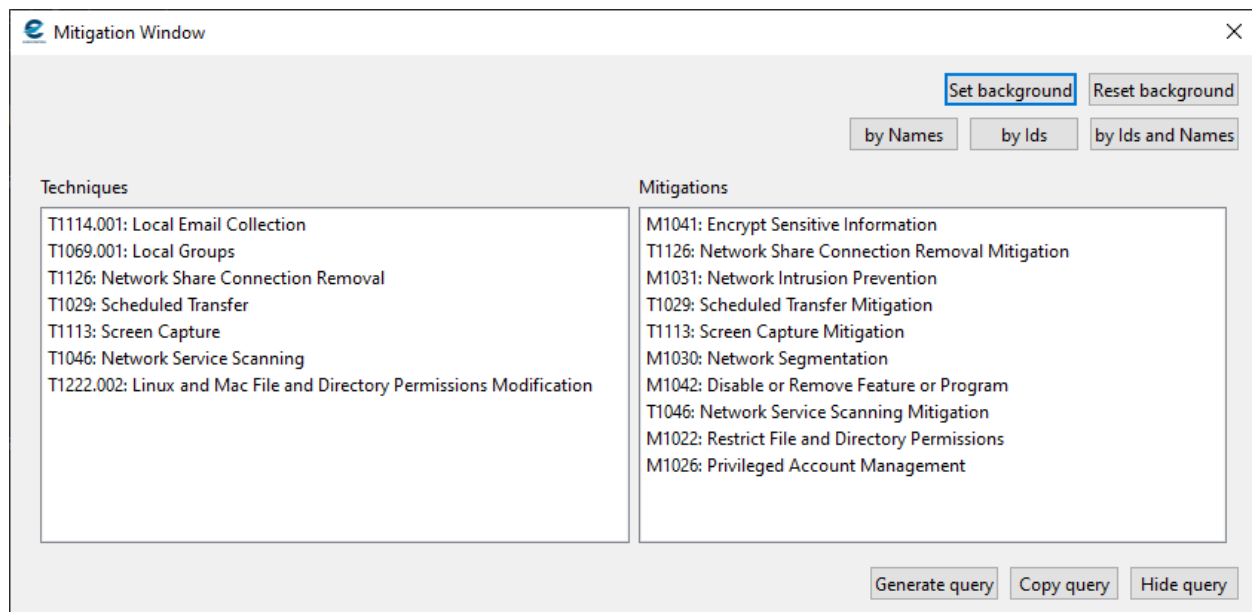 Mitigation Window
Set background Reset background
by Names by Ids by Ids and Names
Techniques
T1114.001: Local Email Collection
T1069.001: Local Groups
T1126: Network Share Connection Removal
T1029: Scheduled Transfer
T1113: Screen Capture
T1046: Network Service Scanning
T1222.002: Linux and Mac File and Directory Permissions Modification
Mitigations
M1041: Encrypt Sensitive Information
T1126: Network Share Connection Removal Mitigation
M1031: Network Intrusion Prevention
T1029: Scheduled Transfer Mitigation
T1113: Screen Capture Mitigation
M1030: Network Segmentation
M1042: Disable or Remove Feature or Program
T1046: Network Service Scanning Mitigation
M1022: Restrict File and Directory Permissions
M1026: Privileged Account Management
Generate query Copy query Hide query